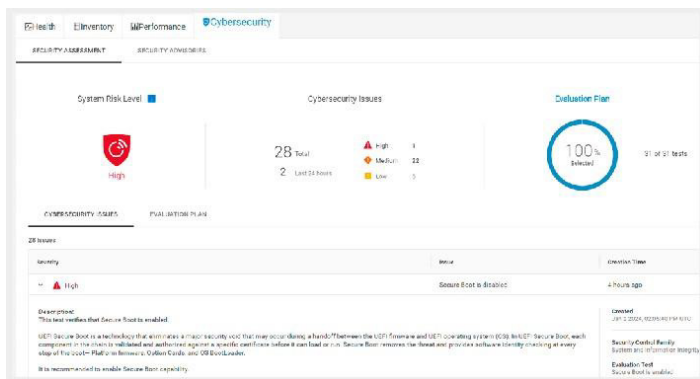 Health Inventory Performance Cybersecurity
SECURITY ASSESSMENT SECURITY ADVISORIES
System Risk Level Cybersecurity Issues Evaluation Plan
28 Total High Medium 22 Low 100% Selected 31 of 31 tests
2 Last 24 hours
High
CYBERSECURITY ISSUES EVALUATION PLAN
28 Issues
Severity Issue Creation Time
High Secure Boot is disabled 4 hours ago
Description:
This test verifies that Secure Boot is enabled
UEFI Secure Boot is a technology that eliminates a major security void that may occur during a handoff between the UEFI firmware and UEFI operating system (OS). In UEFI Secure Boot, each
component in the chain is validated and authorized against a specific certificate before it can load or run. Secure Boot removes the threat and provides software identity checking at every
step of the boot— Platform firmware, Option Cards, and OS BootLoader.
It is recommended to enable Secure Boot capability.
Created
Security Control Family
System and Information Integrity
Evaluation Test
Secure Boot is enabled